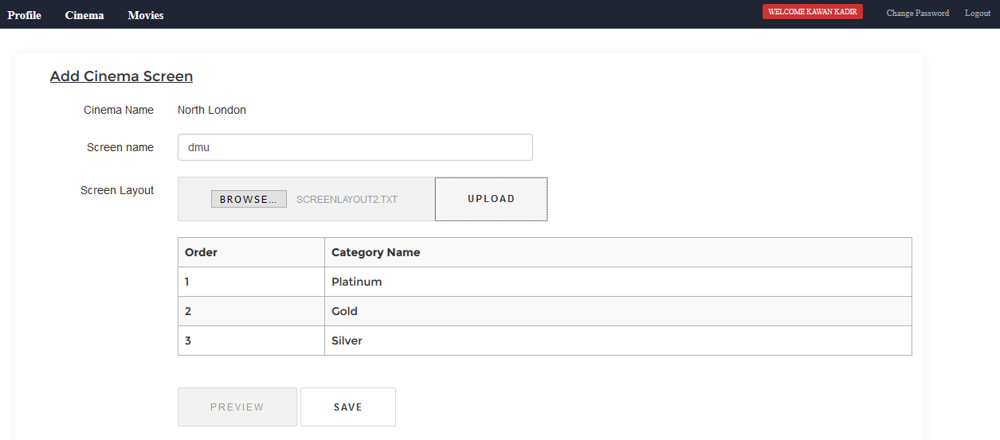 Profile Cinema Movies WELCOME KAWAN KADIR Change Password Logout
Add Cinema Screen
Cinema Name North London
Screen name dmu
Screen Layout BROWSE... SCREENLAYOUT2.TXT UPLOAD
Order Category Name
1 Platinum
2 Gold
3 Silver
PREVIEW SAVE